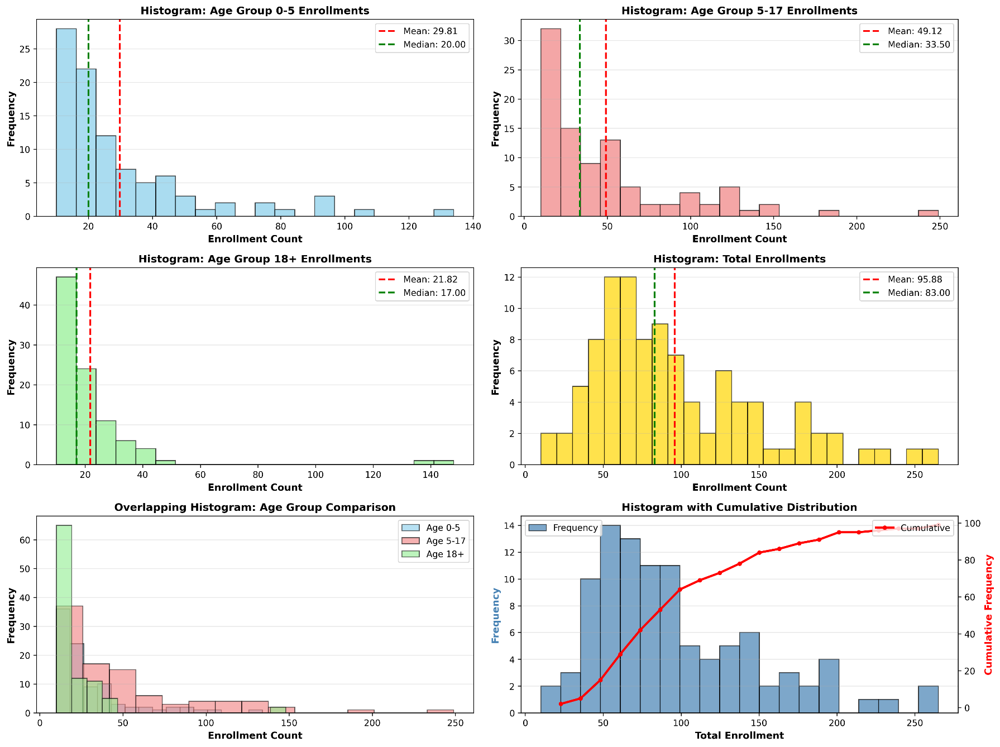 Histogram: Age Group 0-5 Enrollments
Mean: 29.81
Median: 20.00
Frequency
25
20
15
10
5
0
20 40 60 80 100 120 140
Enrollment Count
Histogram: Age Group 5-17 Enrollments
Mean: 49.12
Median: 33.50
Frequency
30
25
20
15
10
5
0
0 50 100 150 200 250
Enrollment Count
Histogram: Age Group 18+ Enrollments
Mean: 21.82
Median: 17.00
Frequency
40
30
20
10
0
20 40 60 80 100 120 140
Enrollment Count
Histogram: Total Enrollments
Mean: 95.88
Median: 83.00
Frequency
12
10
8
6
4
2
0
0 50 100 150 200 250
Enrollment Count
Overlapping Histogram: Age Group Comparison
Age 0-5
Age 5-17
Age 18+
Frequency
60
50
40
30
20
10
0
0 50 100 150 200 250
Enrollment Count
Histogram with Cumulative Distribution
Frequency
Cumulative
Frequency
14
12
10
8
6
4
2
0
100
80
60
40
20
0
Cumulative Frequency
0 50 100 150 200 250
Total Enrollment